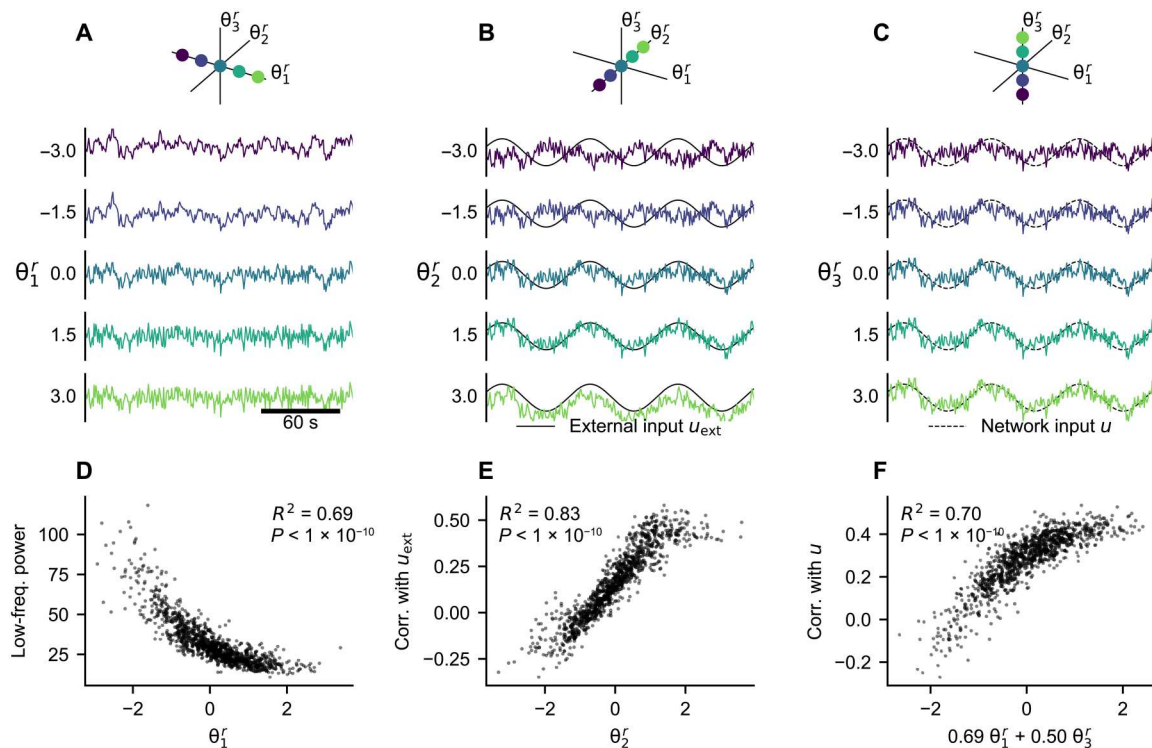 A
θ₃ʳ
θ₂ʳ
θ₁ʳ
−3.0
−1.5
θ₁ʳ 0.0
1.5
3.0
60 s
B
θ₃ʳ
θ₂ʳ
θ₁ʳ
−3.0
−1.5
θ₂ʳ 0.0
1.5
3.0
External input u_ext
C
θ₃ʳ
θ₂ʳ
θ₁ʳ
−3.0
−1.5
θ₃ʳ 0.0
1.5
3.0
Network input u
D
R² = 0.69
P < 1 × 10⁻¹⁰
Low-freq. power
100
75
50
25
−2 0 2
θ₁ʳ
E
R² = 0.83
P < 1 × 10⁻¹⁰
Corr. with u_ext
0.50
0.25
0.00
−0.25
−2 0 2
θ₂ʳ
F
R² = 0.70
P < 1 × 10⁻¹⁰
Corr. with u
0.4
0.2
0.0
−0.2
−2 0 2
0.69 θ₁ʳ + 0.50 θ₃ʳ